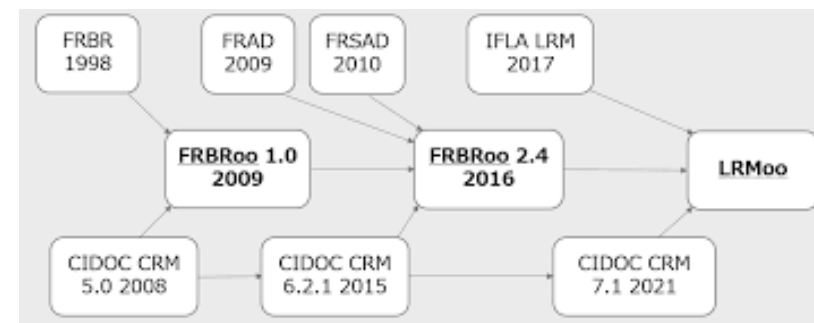 FRBR
1998
FRAD
2009
FRSAD
2010
IFLA LRM
2017
FRBRoo 1.0
2009
FRBRoo 2.4
2016
LRMoo
CIDOC CRM
5.0 2008
CIDOC CRM
6.2.1 2015
CIDOC CRM
7.1 2021